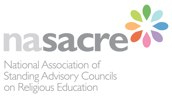 nasacre
National Association of
Standing Advisory Councils
on Religious Education